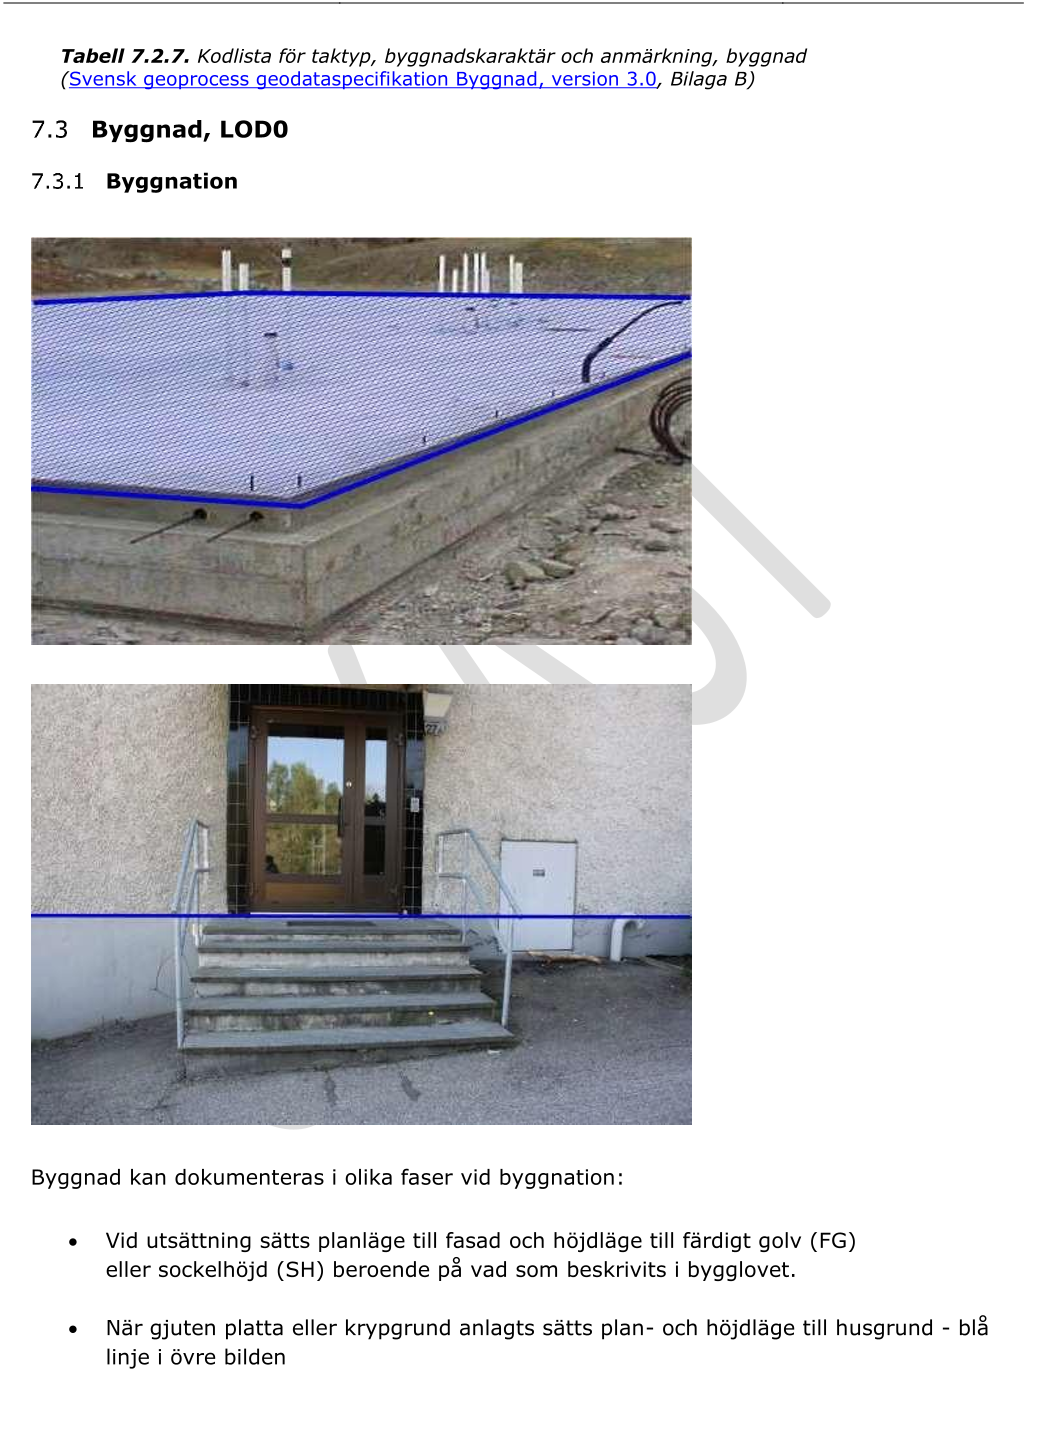 Tabell 7.2.7. Kodlista för taktyp, byggnadskaraktär och anmärkning, byggnad
(Svensk geoprocess geodataspecifikation Byggnad, version 3.0, Bilaga B)
7.3 Byggnad, LOD0
7.3.1 Byggnation
27A
Byggnad kan dokumenteras i olika faser vid byggnation:
• Vid utsättning sätts planläge till fasad och höjdläge till färdigt golv (FG)
eller sockelhöjd (SH) beroende på vad som beskrivits i bygglovet.
• När gjuten platta eller krypgrund anlagts sätts plan- och höjdläge till husgrund - blå
linje i övre bilden